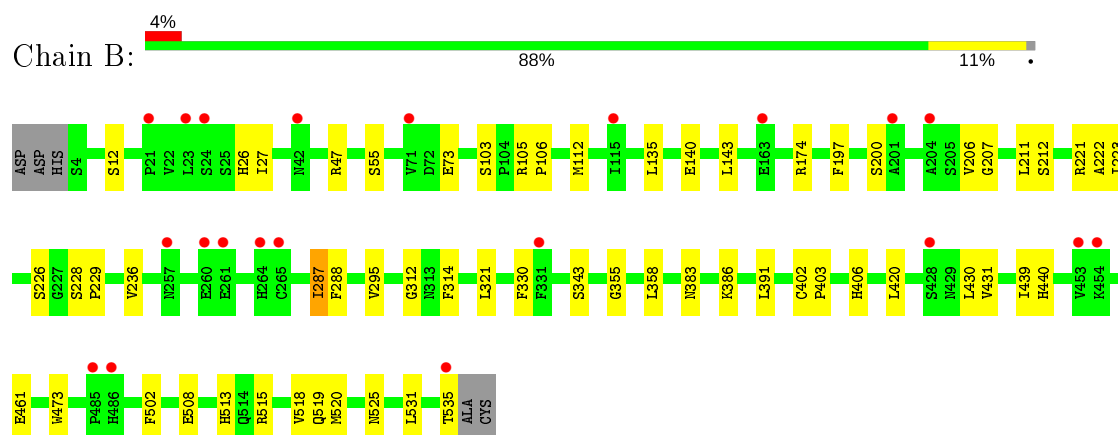 4%
Chain B:
88%
11%
ASP ASP HIS S4 S12 P21 V22 L23 S24 S25 H26 I27 N42 R47 S55 V71 D72 E73 S103 P104 R105 P106 M112 I115 L135 E140 L143 E163 R174 F197 S200 A201 A204 S205 V206 G207 L211 S212 R221 A222
S226 G227 S228 P229 V236 N257 E260 E261 H264 C265 I287 F288 V295 G312 N313 F314 L321 F330 F331 S343 G355 L358 N383 K386 L391 C402 P403 H406 L420 S428 N429 L430 V431 I439 H440 V453 K454
E461 W473 P485 H486 F502 E508 H513 Q514 R515 V518 Q519 M520 N525 L531 T535 ALA CYS